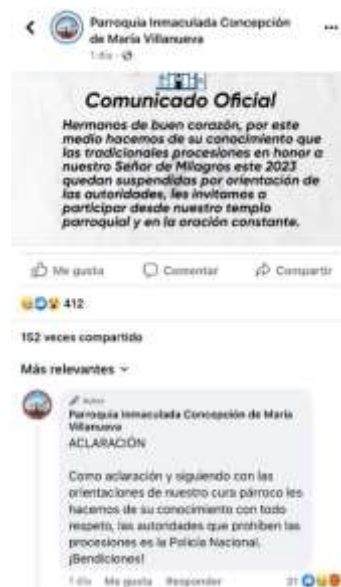 Parroquia Inmaculada Concepción
de María Villanueva
1 día
Comunicado Oficial
Hermanos de buen corazón, por este
medio hacemos de su conocimiento que
las tradicionales procesiones en honor a
nuestro Señor de Milagros este 2023
quedan suspendidas por orientación de
las autoridades, les invitamos a
participar desde nuestro templo
parroquial y en la oración constante.
Me gusta Comentar Compartir
412
152 veces compartido
Más relevantes
Autor
Parroquia Inmaculada Concepción de María
Villanueva
ACLARACIÓN
Como aclaración y siguiendo con las
orientaciones de nuestro cura párroco les
hacemos de su conocimiento con todo
respeto, las autoridades que prohiben las
procesiones es la Policía Nacional.
¡Bendiciones!
1 día Me gusta Responder 31